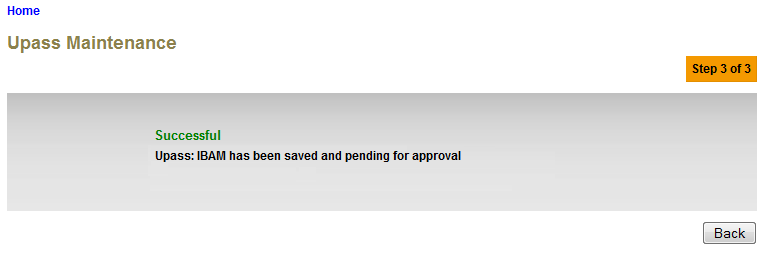 Home
Upass Maintenance
Step 3 of 3
Successful
Upass: IBAM has been saved and pending for approval
Back